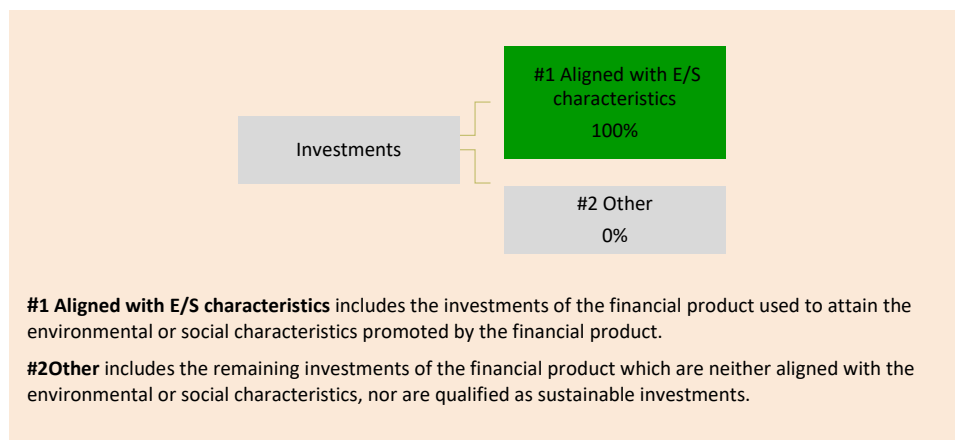 #1 Aligned with E/S
characteristics
100%
Investments
#2 Other
0%
#1 Aligned with E/S characteristics includes the investments of the financial product used to attain the
environmental or social characteristics promoted by the financial product.
#2Other includes the remaining investments of the financial product which are neither aligned with the
environmental or social characteristics, nor are qualified as sustainable investments.